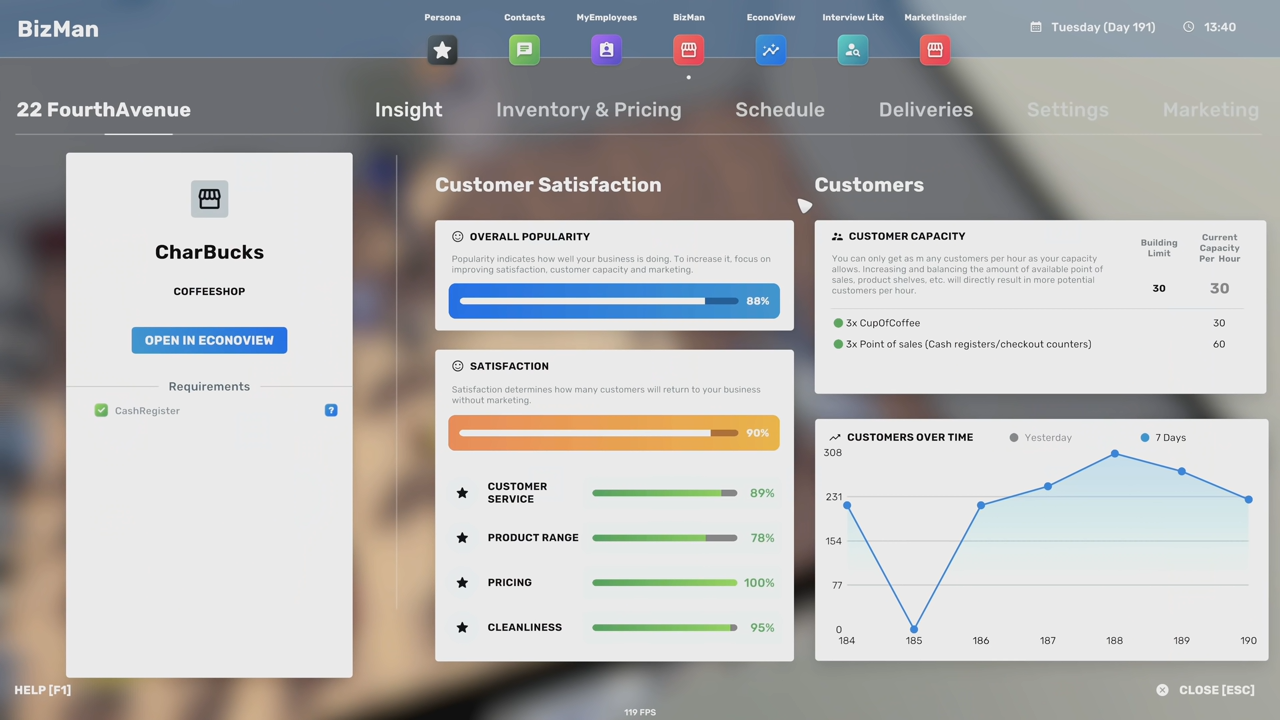 BizMan
Persona
Contacts
MyEmployees
BizMan
EconoView
Interview Lite
MarketInsider
Tuesday (Day 191)
13:40
22 FourthAvenue
Insight
Inventory & Pricing
Schedule
Deliveries
Settings
Marketing
CharBucks
COFFEESHOP
OPEN IN ECONOVIEW
Requirements
CashRegister
?
Customer Satisfaction
OVERALL POPULARITY
Popularity indicates how well your business is doing. To increase it, focus on
improving satisfaction, customer capacity and marketing.
88%
SATISFACTION
Satisfaction determines how many customers will return to your business
without marketing.
90%
CUSTOMER
SERVICE
89%
PRODUCT RANGE
78%
PRICING
100%
CLEANLINESS
95%
Customers
CUSTOMER CAPACITY
You can only get as m any customers per hour as your capacity
allows. Increasing and balancing the amount of available point of
sales, product shelves, etc. will directly result in more potential
customers per hour.
Building
Limit
30
Current
Capacity
Per Hour
30
3x CupOfCoffee
30
3x Point of sales (Cash registers/checkout counters)
60
CUSTOMERS OVER TIME
Yesterday
7 Days
308
231
154
77
0
184
185
186
187
188
189
190
HELP [F1]
CLOSE [ESC]
119 FPS